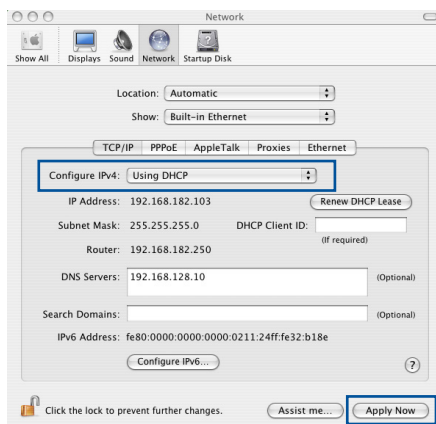 Network
Show All Displays Sound Network Startup Disk
Location: Automatic
Show: Built-in Ethernet
TCP/IP PPPoE AppleTalk Proxies Ethernet
Configure IPv4: Using DHCP
IP Address: 192.168.182.103 Renew DHCP Lease
Subnet Mask: 255.255.255.0 DHCP Client ID:
(If required)
Router: 192.168.182.250
DNS Servers: 192.168.128.10 (Optional)
Search Domains: (Optional)
IPv6 Address: fe80:0000:0000:0000:0211:24ff:fe32:b18e
Configure IPv6... ?
Click the lock to prevent further changes. Assist me... Apply Now